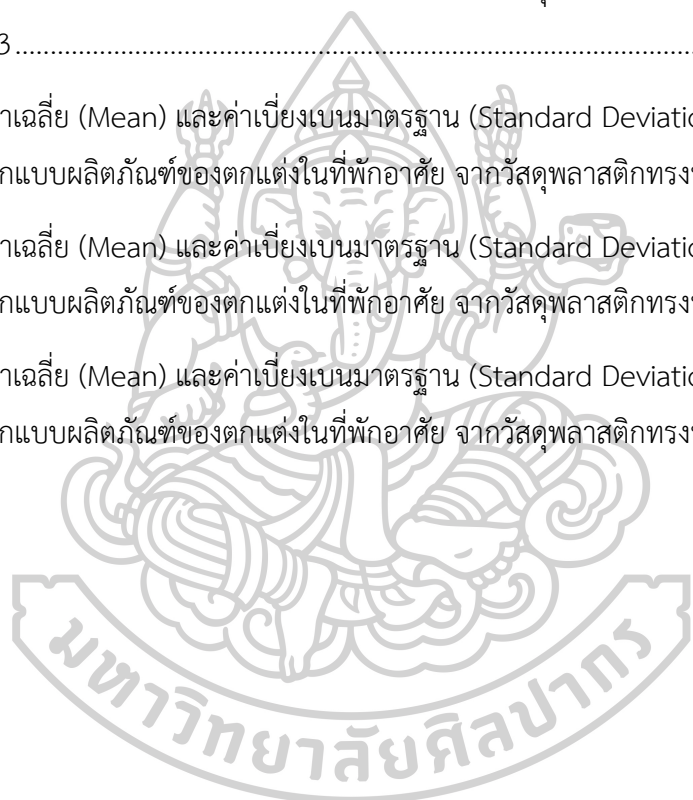 3
าเฉลี่ย (Mean) และค่าเบี่ยงเบนมาตรฐาน (Standard Deviatio
กแบบผลิตภัณฑ์ของตกแต่งในที่พักอาศัย จากวัสดุพลาสติกทรง
าเฉลี่ย (Mean) และค่าเบี่ยงเบนมาตรฐาน (Standard Deviatio
กแบบผลิตภัณฑ์ของตกแต่งในที่พักอาศัย จากวัสดุพลาสติกทรง
าเฉลี่ย (Mean) และค่าเบี่ยงเบนมาตรฐาน (Standard Deviatio
กแบบผลิตภัณฑ์ของตกแต่งในที่พักอาศัย จากวัสดุพลาสติกทรง
มหาวิทยาลัยศิลปากร